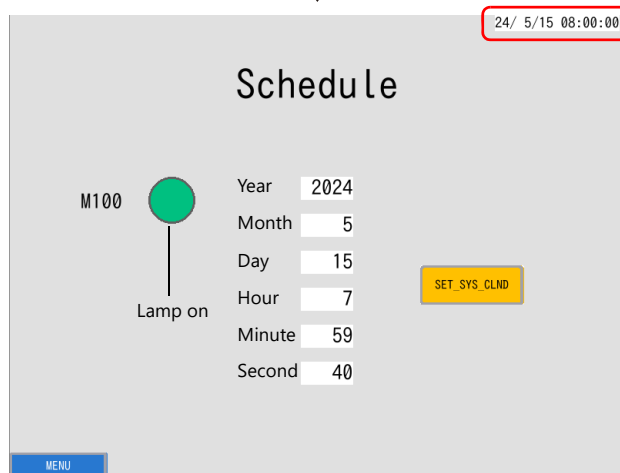 24/ 5/15 08:00:00
Schedule
M100
Lamp on
Year 2024
Month 5
Day 15
Hour 7
Minute 59
Second 40
SET_SYS_CLND
MENU